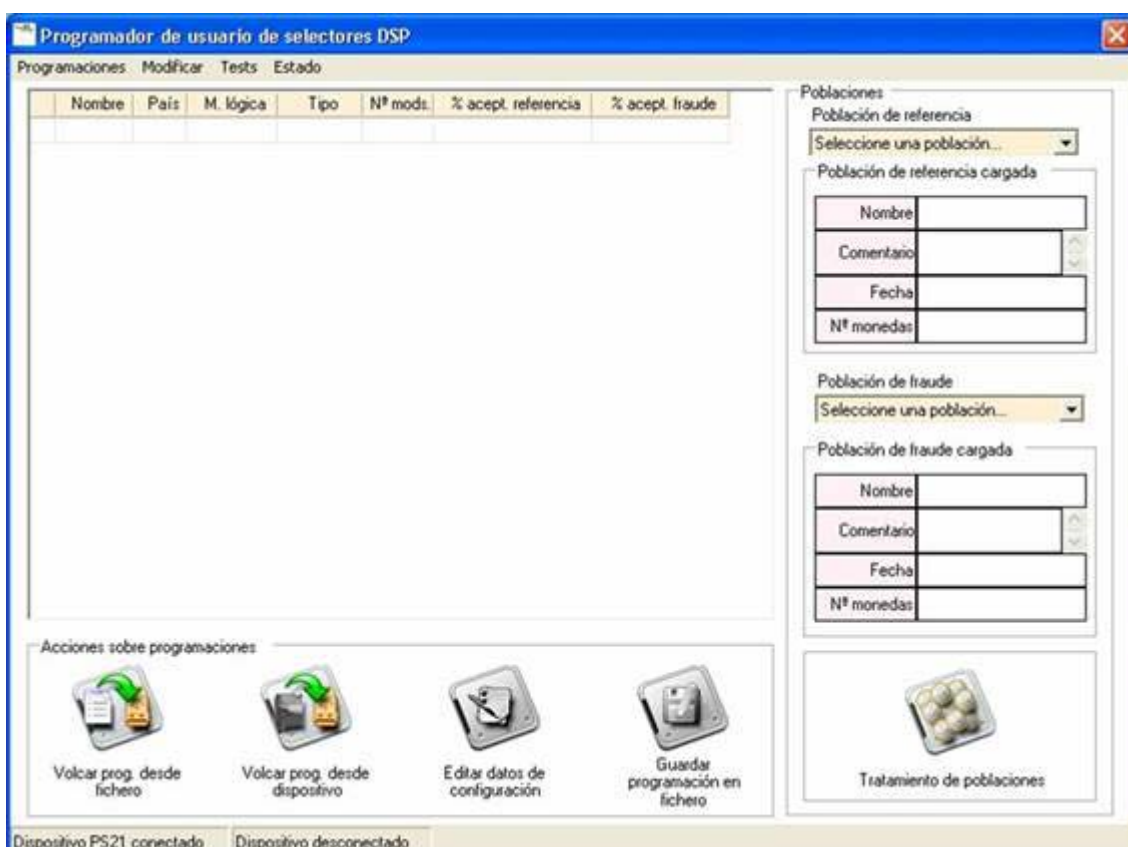 Programador de usuario de selectores DSP
Programaciones Modificar Tests Estado
Nombre País M. lógica Tipo Nº mods. % acept. referencia % acept. fraude
Poblaciones
Población de referencia
Seleccione una población...
Población de referencia cargada
Nombre
Comentario
Fecha
Nº monedas
Población de fraude
Seleccione una población...
Población de fraude cargada
Nombre
Comentario
Fecha
Nº monedas
Acciones sobre programaciones
Volcar prog. desde
fichero
Volcar prog. desde
dispositivo
Editar datos de
configuración
Guardar
programación en
fichero
Tratamiento de poblaciones
Dispositivo PS21 conectado Dispositivo desconectado